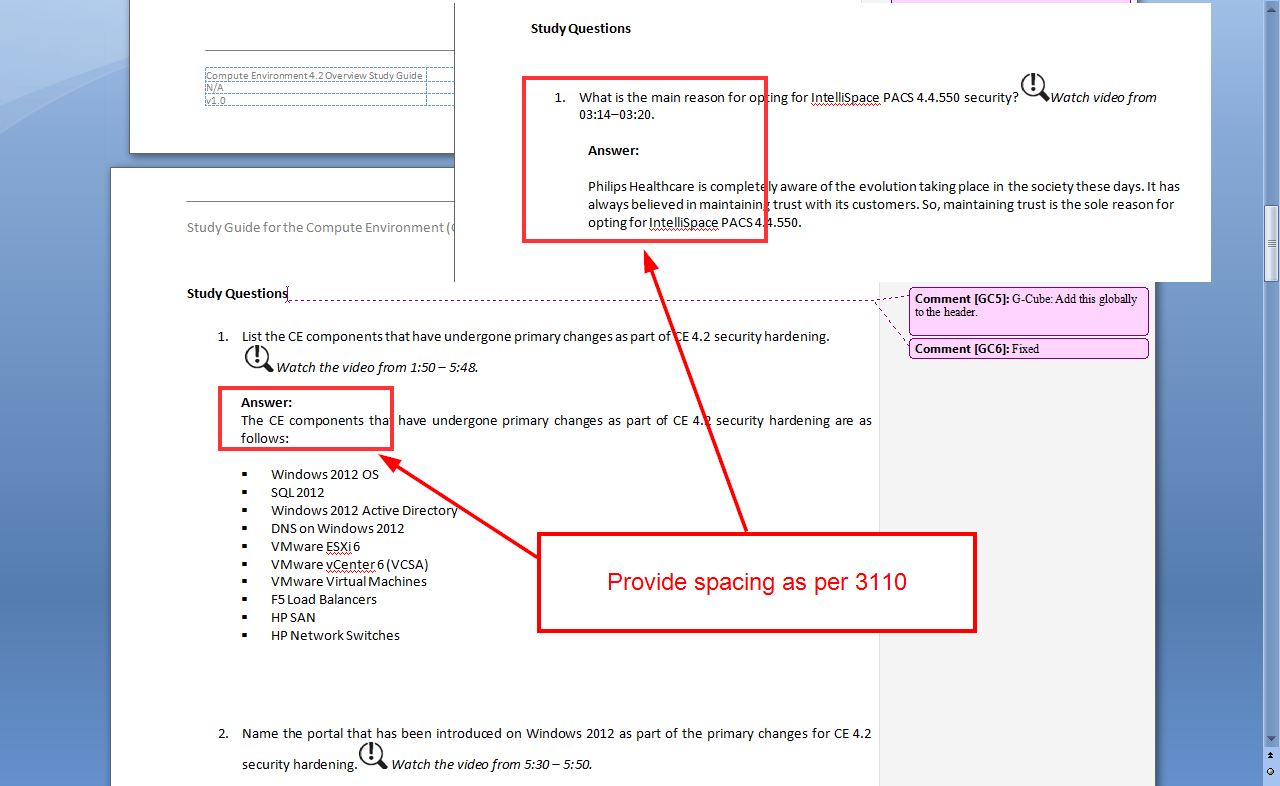 Compute Environment 4.2 Overview Study Guide
N/A
v1.0
Study Questions
1. What is the main reason for opting for IntelliSpace PACS 4.4.550 security? Watch video from
03:14–03:20.
Answer:
Philips Healthcare is completely aware of the evolution taking place in the society these days. It has
always believed in maintaining trust with its customers. So, maintaining trust is the sole reason for
opting for IntelliSpace PACS 4.4.550.
Study Guide for the Compute Environment (
Study Questions
Comment [GC5]: G-Cube: Add this globally
to the header.
Comment [GC6]: Fixed
1. List the CE components that have undergone primary changes as part of CE 4.2 security hardening.
Watch the video from 1:50 – 5:48.
Answer:
The CE components that have undergone primary changes as part of CE 4.2 security hardening are as
follows:
▪ Windows 2012 OS
▪ SQL 2012
▪ Windows 2012 Active Directory
▪ DNS on Windows 2012
▪ VMware ESXi 6
▪ VMware vCenter 6 (VCSA)
▪ VMware Virtual Machines
▪ F5 Load Balancers
▪ HP SAN
▪ HP Network Switches
Provide spacing as per 3110
2. Name the portal that has been introduced on Windows 2012 as part of the primary changes for CE 4.2
security hardening. Watch the video from 5:30 – 5:50.